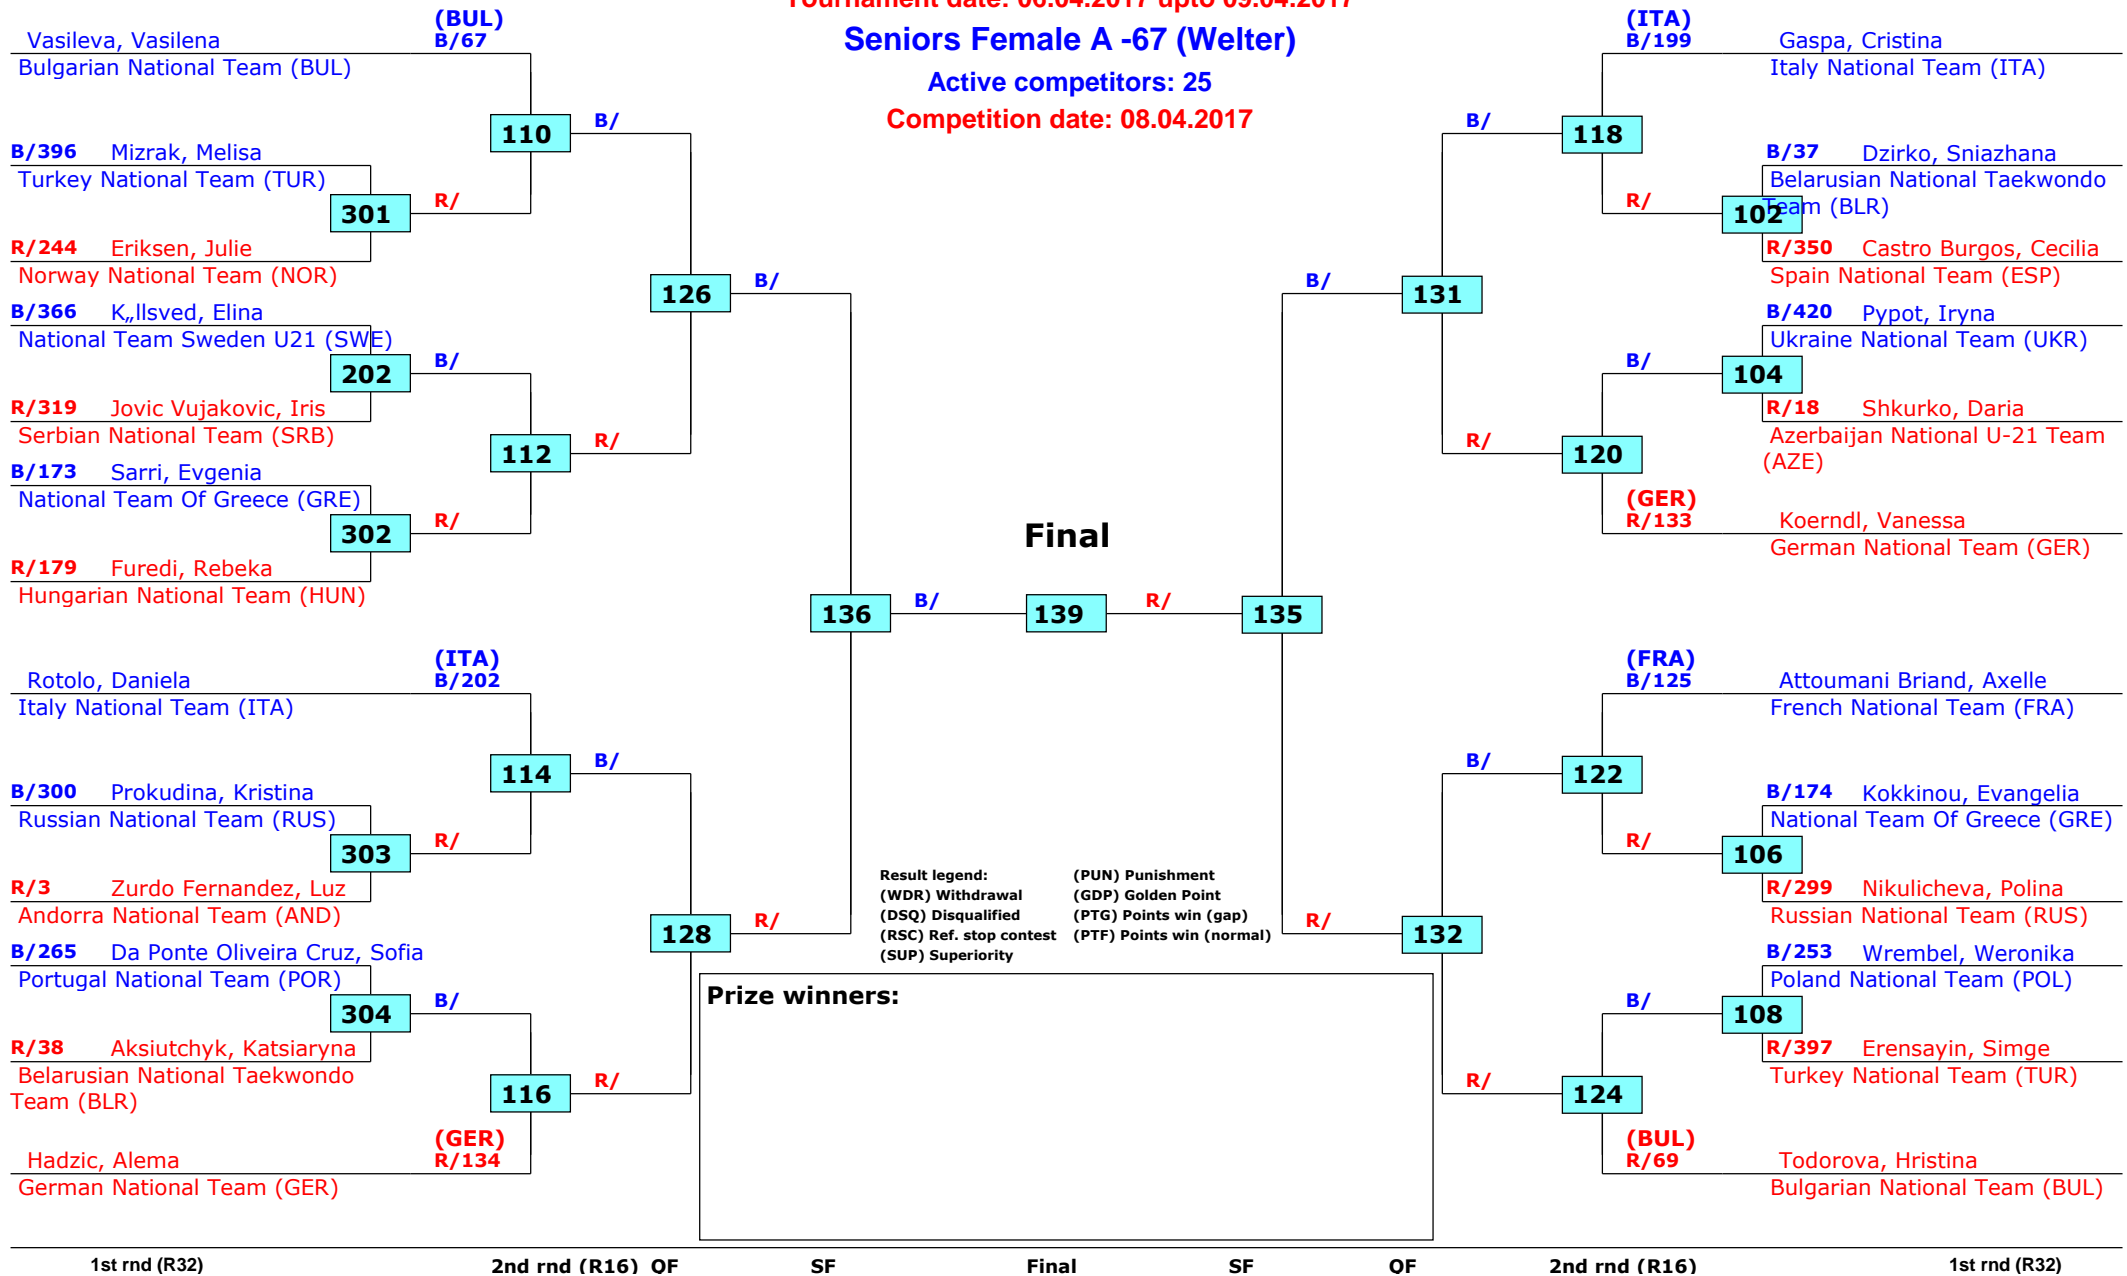 Tournament date: 06.04.2017 upto 09.04.2017
Seniors Female A -67 (Welter)
Active competitors: 25
Competition date: 08.04.2017
(BUL)
Vasileva, Vasilena B/67
Bulgarian National Team (BUL)
110
B/
B/396 Mizrak, Melisa
Turkey National Team (TUR)
301
R/
R/244 Eriksen, Julie
Norway National Team (NOR)
126
B/
B/366 K„llsved, Elina
National Team Sweden U21 (SWE)
202
B/
R/319 Jovic Vujakovic, Iris
Serbian National Team (SRB)
112
R/
B/173 Sarri, Evgenia
National Team Of Greece (GRE)
302
R/
R/179 Furedi, Rebeka
Hungarian National Team (HUN)
136
B/
(ITA)
Rotolo, Daniela B/202
Italy National Team (ITA)
114
B/
B/300 Prokudina, Kristina
Russian National Team (RUS)
303
R/
R/3 Zurdo Fernandez, Luz
Andorra National Team (AND)
128
R/
B/265 Da Ponte Oliveira Cruz, Sofia
Portugal National Team (POR)
304
B/
R/38 Aksiutchyk, Katsiaryna
Belarusian National Taekwondo
Team (BLR)
116
R/
(GER)
Hadzic, Alema R/134
German National Team (GER)
Final
139
R/
(ITA)
B/199 Gaspa, Cristina
Italy National Team (ITA)
B/
118
B/37 Dzirko, Sniazhana
Belarusian National Taekwondo
Team (BLR)
R/
102
R/350 Castro Burgos, Cecilia
Spain National Team (ESP)
B/
131
B/420 Pypot, Iryna
Ukraine National Team (UKR)
B/
104
R/18 Shkurko, Daria
Azerbaijan National U-21 Team
(AZE)
R/
120
(GER)
R/133 Koerndl, Vanessa
German National Team (GER)
135
(FRA)
B/125 Attoumani Briand, Axelle
French National Team (FRA)
B/
122
B/174 Kokkinou, Evangelia
National Team Of Greece (GRE)
R/
106
R/299 Nikulicheva, Polina
Russian National Team (RUS)
R/
132
B/253 Wrembel, Weronika
Poland National Team (POL)
B/
108
R/397 Erensayin, Simge
Turkey National Team (TUR)
R/
124
(BUL)
R/69 Todorova, Hristina
Bulgarian National Team (BUL)
Result legend: (PUN) Punishment
(WDR) Withdrawal (GDP) Golden Point
(DSQ) Disqualified (PTG) Points win (gap)
(RSC) Ref. stop contest (PTF) Points win (normal)
(SUP) Superiority
Prize winners:
1st rnd (R32) 2nd rnd (R16) QF SF Final SF QF 2nd rnd (R16) 1st rnd (R32)